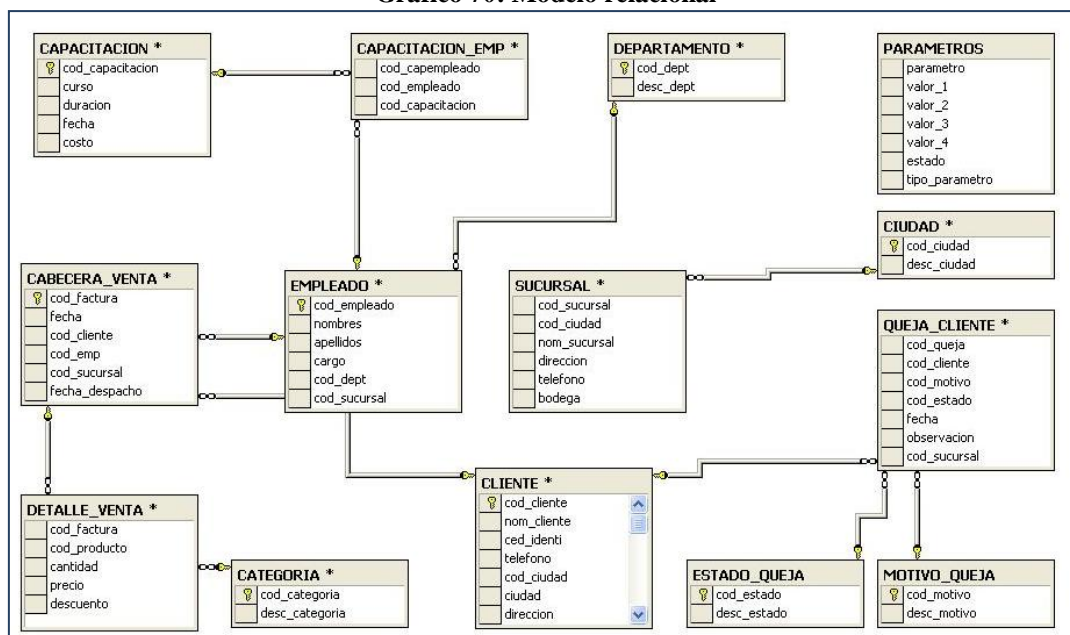 Gráfico 70: Modelo relacional
CAPACITACION *
cod_capacitacion
curso
duracion
fecha
costo
CAPACITACION_EMP *
cod_capempleado
cod_empleado
cod_capacitacion
DEPARTAMENTO *
cod_dept
desc_dept
PARAMETROS
parametro
valor_1
valor_2
valor_3
valor_4
estado
tipo_parametro
CIUDAD *
cod_ciudad
desc_ciudad
CABECERA_VENTA *
cod_factura
fecha
cod_cliente
cod_emp
cod_sucursal
fecha_despacho
EMPLEADO *
cod_empleado
nombres
apellidos
cargo
cod_dept
cod_sucursal
SUCURSAL *
cod_sucursal
cod_ciudad
nom_sucursal
direccion
telefono
bodega
QUEJA_CLIENTE *
cod_queja
cod_cliente
cod_motivo
cod_estado
fecha
observacion
cod_sucursal
DETALLE_VENTA *
cod_factura
cod_producto
cantidad
precio
descuento
CATEGORIA *
cod_categoria
desc_categoria
CLIENTE *
cod_cliente
nom_cliente
ced_identi
telefono
cod_ciudad
ciudad
direccion
ESTADO_QUEJA
cod_estado
desc_estado
MOTIVO_QUEJA
cod_motivo
desc_motivo